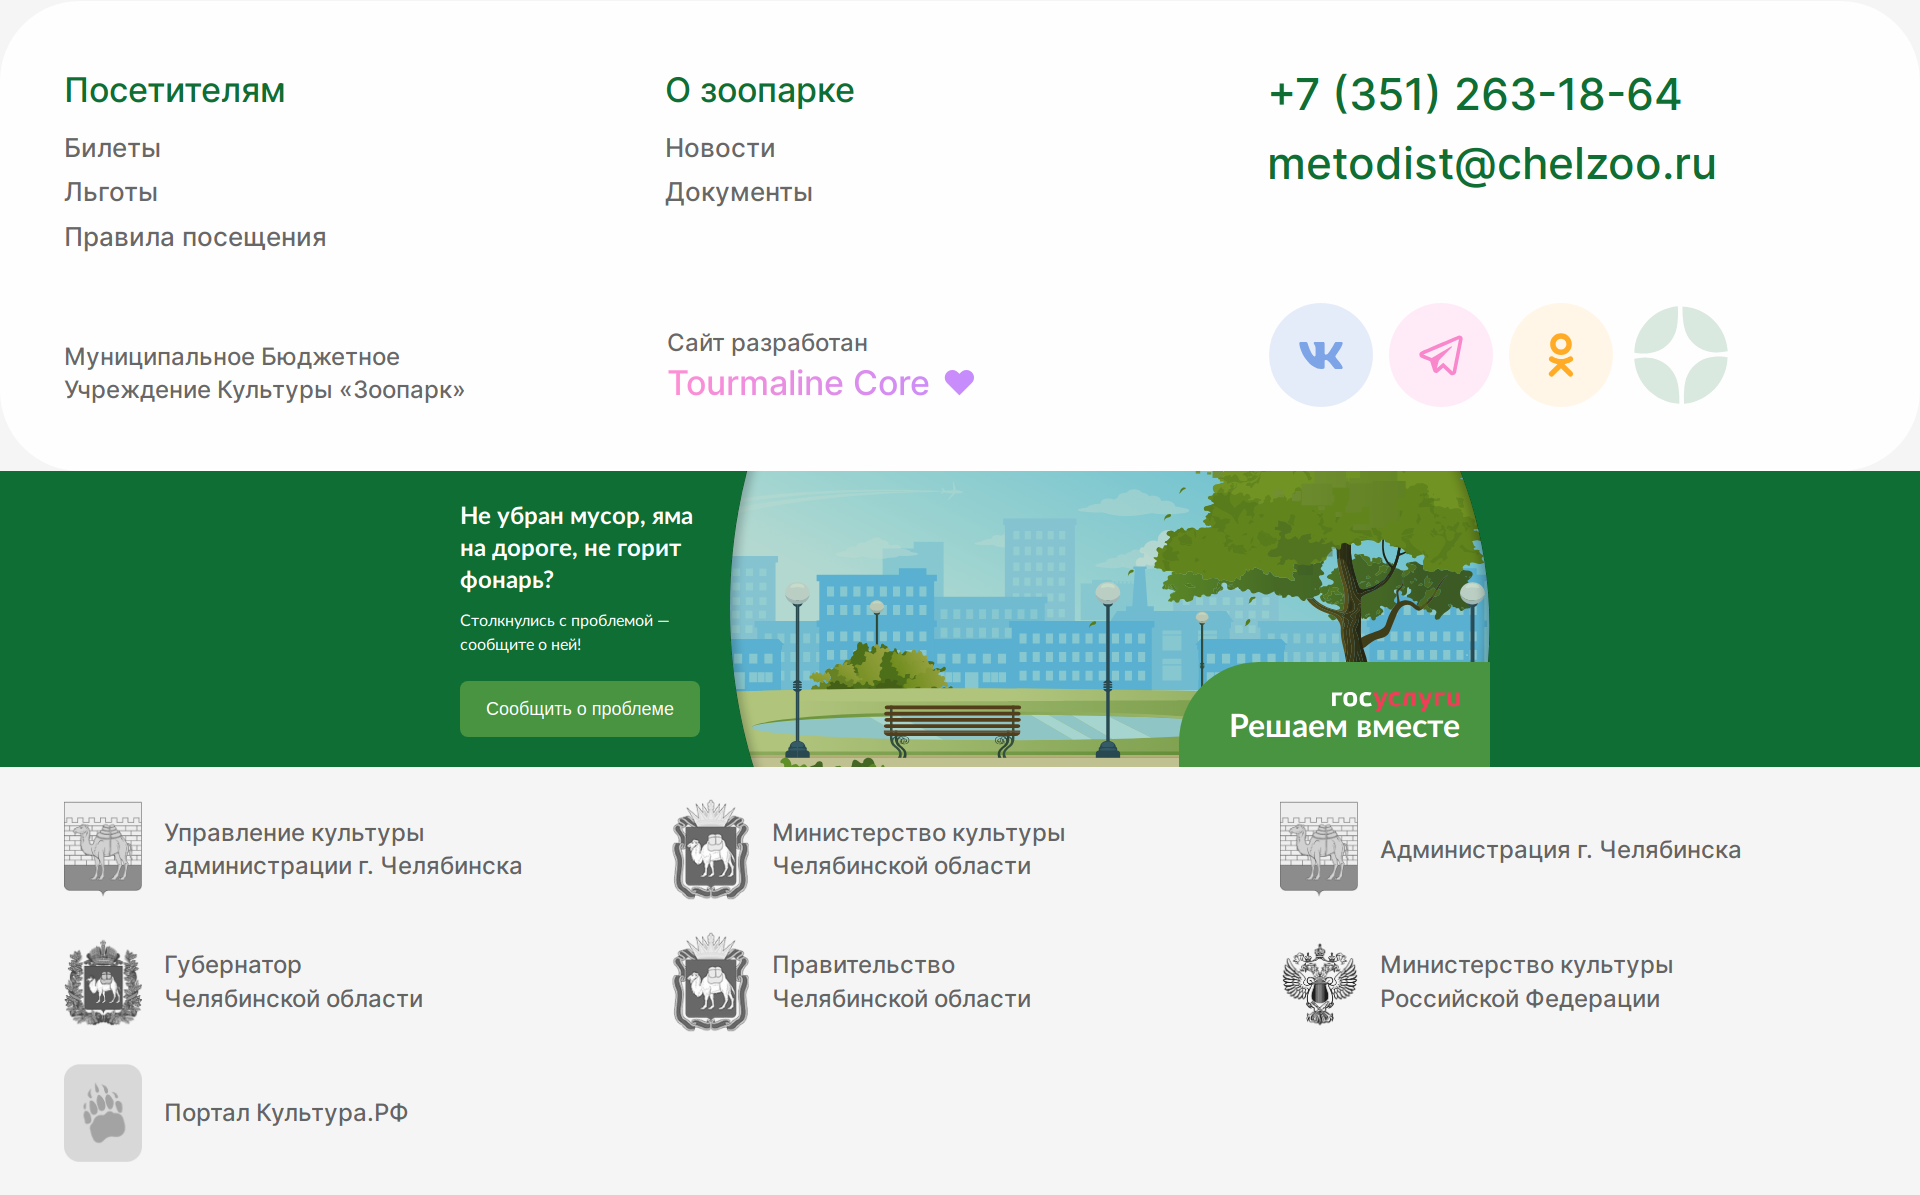 Посетителям
Билеты
Льготы
Правила посещения
О зоопарке
Новости
Документы
+7 (351) 263-18-64
metodist@chelzoo.ru
Муниципальное Бюджетное
Учреждение Культуры «Зоопарк»
Сайт разработан
Tourmaline Core
Не убран мусор, яма
на дороге, не горит
фонарь?
Столкнулись с проблемой —
сообщите о ней!
Сообщить о проблеме
госуслуги
Решаем вместе
Управление культуры
администрации г. Челябинска
Министерство культуры
Челябинской области
Администрация г. Челябинска
Губернатор
Челябинской области
Правительство
Челябинской области
Министерство культуры
Российской Федерации
Портал Культура.РФ